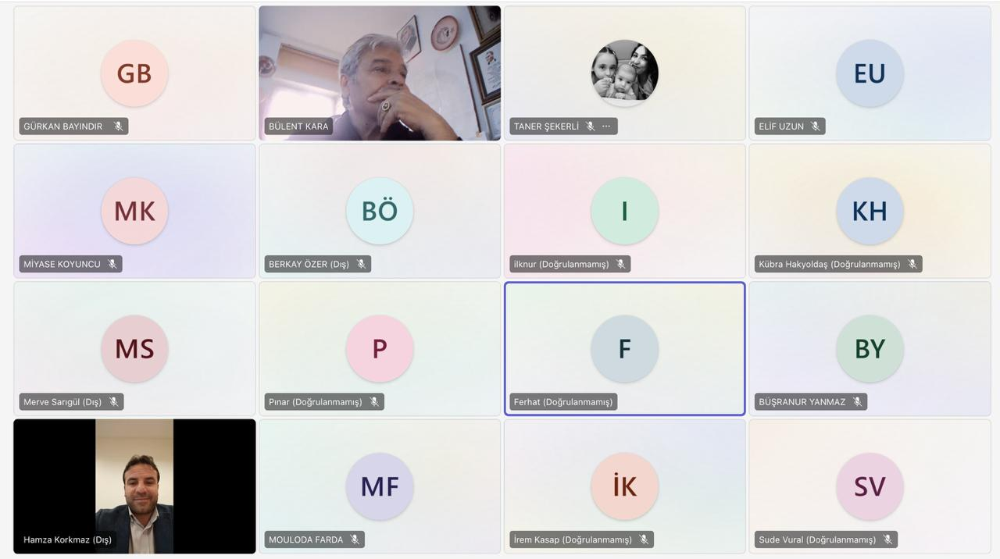 GB
GÜRKAN BAYINDIR
BÜLENT KARA
TANER ŞEKERLİ
EU
ELİF UZUN
MK
MİYASE KOYUNCU
BÖ
BERKAY ÖZER (Dış)
I
ilknur (Doğrulanmamış)
KH
Kübra Hakyoldaş (Doğrulanmamış)
MS
Merve Sarıgül (Dış)
P
Pınar (Doğrulanmamış)
F
Ferhat (Doğrulanmamış)
BY
BÜŞRANUR YANMAZ
Hamza Korkmaz (Dış)
MF
MOULODA FARDA
İK
İrem Kasap (Doğrulanmamış)
SV
Sude Vural (Doğrulanmamış)